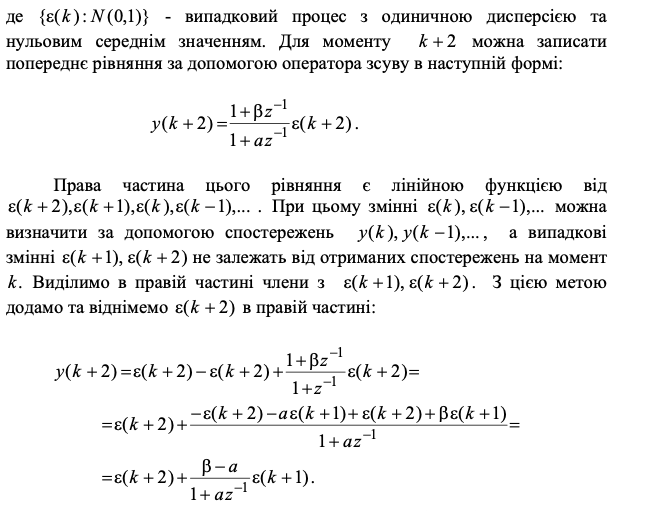 де {ε(k): N(0,1)} - випадковий процес з одиничною дисперсією та
нульовим середнім значенням. Для моменту k + 2 можна записати
попереднє рівняння за допомогою оператора зсуву в наступній формі:
y(k + 2) = \frac{1 + βz^{-1}}{1 + az^{-1}} ε(k + 2).
Права частина цього рівняння є лінійною функцією від
ε(k + 2), ε(k + 1), ε(k), ε(k − 1),... . При цьому змінні ε(k), ε(k − 1),... можна
визначити за допомогою спостережень y(k), y(k − 1),..., а випадкові
змінні ε(k + 1), ε(k + 2) не залежать від отриманих спостережень на момент
k. Виділимо в правій частині члени з ε(k + 1), ε(k + 2). З цією метою
додамо та віднімемо ε(k + 2) в правій частині:
y(k + 2) = ε(k + 2) − ε(k + 2) + \frac{1 + βz^{-1}}{1 + z^{-1}} ε(k + 2) =
= ε(k + 2) + \frac{−ε(k + 2) − aε(k + 1) + ε(k + 2) + βε(k + 1)}{1 + az^{-1}} =
= ε(k + 2) + \frac{β − a}{1 + az^{-1}} ε(k + 1).